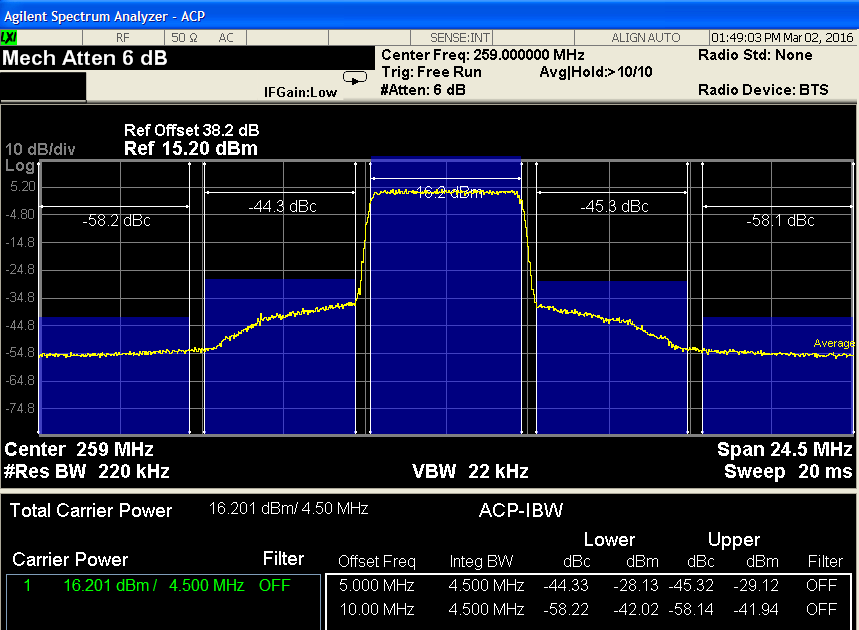 Agilent Spectrum Analyzer - ACP
LXI RF 50 Ω AC SENSE:INT ALIGN AUTO 01:49:03 PM Mar 02, 2016
Mech Atten 6 dB
Center Freq: 259.000000 MHz Radio Std: None
Trig: Free Run Avg|Hold:>10/10
IFGain:Low #Atten: 6 dB Radio Device: BTS
Ref Offset 38.2 dB
10 dB/div Ref 15.20 dBm
Log
5.20
16.2 dBm
-44.3 dBc -45.3 dBc
-4.80
-58.2 dBc -58.1 dBc
-14.8
-24.8
-34.8
-44.8
Average
-54.8
-64.8
-74.8
Center 259 MHz Span 24.5 MHz
#Res BW 220 kHz VBW 22 kHz Sweep 20 ms
Total Carrier Power 16.201 dBm/ 4.50 MHz ACP-IBW
Lower Upper
Carrier Power Filter Offset Freq Integ BW dBc dBm dBc dBm Filter
1 16.201 dBm / 4.500 MHz OFF 5.000 MHz 4.500 MHz -44.33 -28.13 -45.32 -29.12 OFF
10.00 MHz 4.500 MHz -58.22 -42.02 -58.14 -41.94 OFF